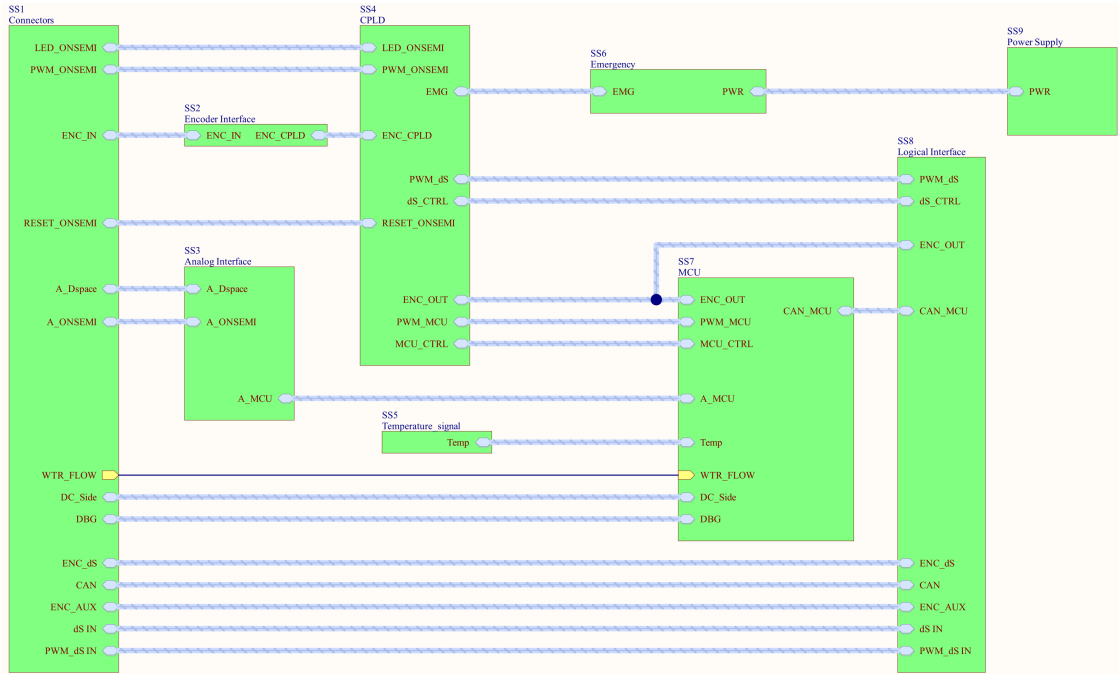 SS1
Connectors
LED_ONSEMI
PWM_ONSEMI
ENC_IN
RESET_ONSEMI
A_Dspace
A_ONSEMI
WTR_FLOW
DC_Side
DBG
ENC_dS
CAN
ENC_AUX
dS IN
PWM_dS IN
SS2
Encoder Interface
ENC_IN ENC_CPLD
SS3
Analog Interface
A_Dspace
A_ONSEMI
A_MCU
SS4
CPLD
LED_ONSEMI
PWM_ONSEMI
EMG
ENC_CPLD
PWM_dS
dS_CTRL
RESET_ONSEMI
ENC_OUT
PWM_MCU
MCU_CTRL
SS5
Temperature_signal
Temp
SS6
Emergency
EMG PWR
SS7
MCU
ENC_OUT
CAN_MCU
PWM_MCU
MCU_CTRL
A_MCU
Temp
WTR_FLOW
DC_Side
DBG
SS8
Logical Interface
PWM_dS
dS_CTRL
ENC_OUT
CAN_MCU
ENC_dS
CAN
ENC_AUX
dS IN
PWM_dS IN
SS9
Power Supply
PWR